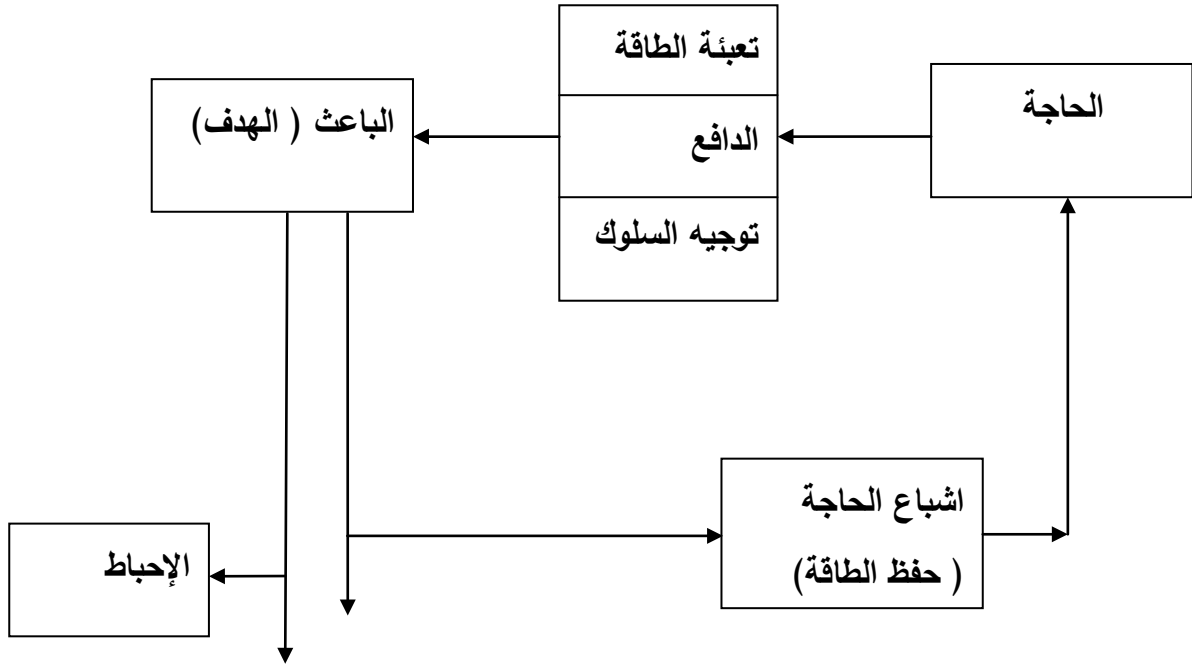 الحاجة
تعبئة الطاقة
الدافع
توجيه السلوك
الباعث ( الهدف)
اشباع الحاجة
( حفظ الطاقة)
الإحباط